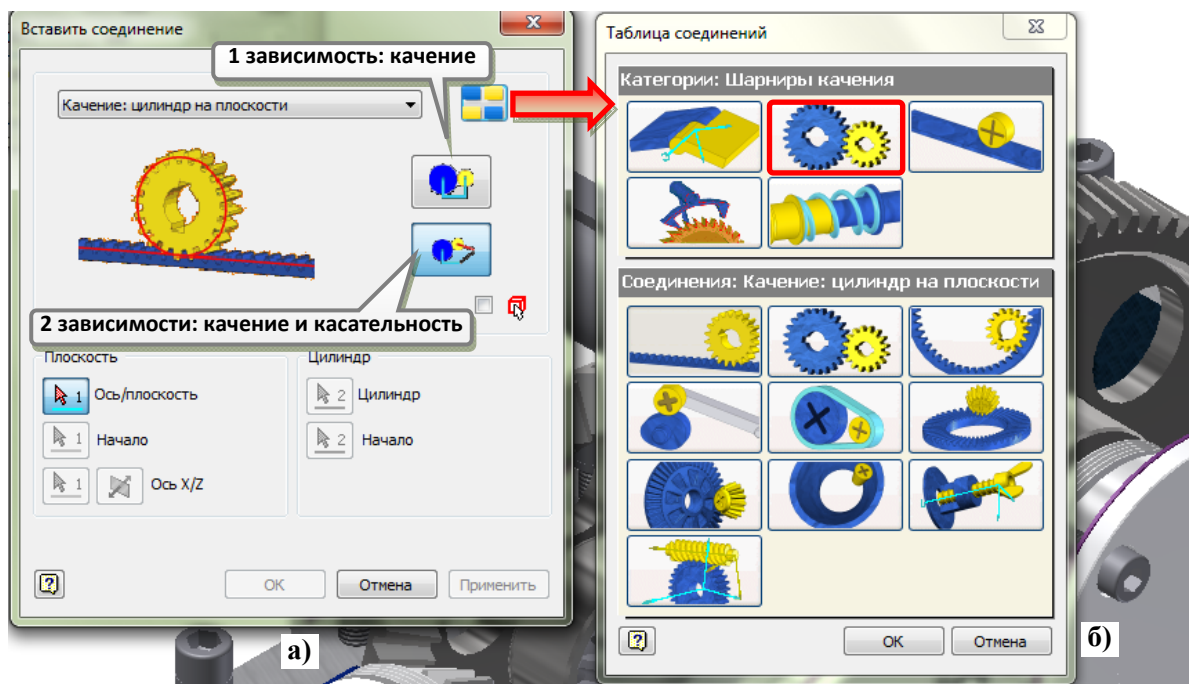 Вставить соединение
1 зависимость: качение
Качение: цилиндр на плоскости
2 зависимости: качение и касательность
Плоскость
1 Ось/плоскость
1 Начало
1 Ось X/Z
Цилиндр
2 Цилиндр
2 Начало
?
ОК
Отмена
Применить
а)
Таблица соединений
Категории: Шарниры качения
Соединения: Качение: цилиндр на плоскости
?
ОК
Отмена
б)